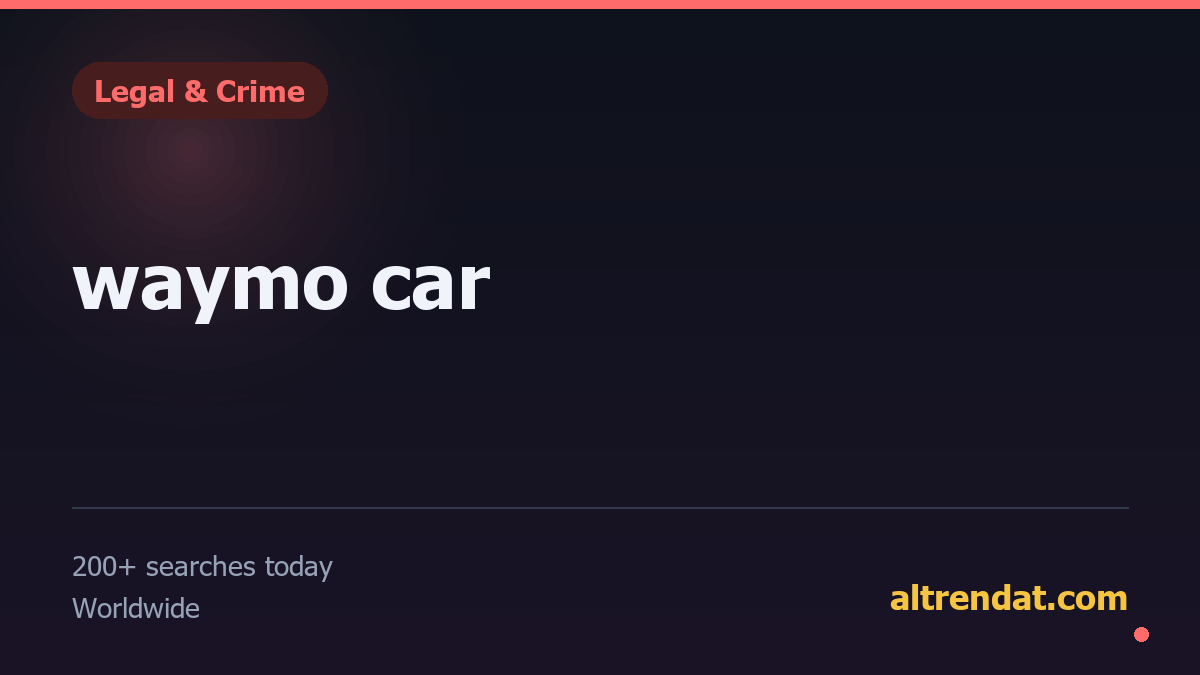 Legal & Crime
waymo car
200+ searches today
Worldwide
altrendat.com